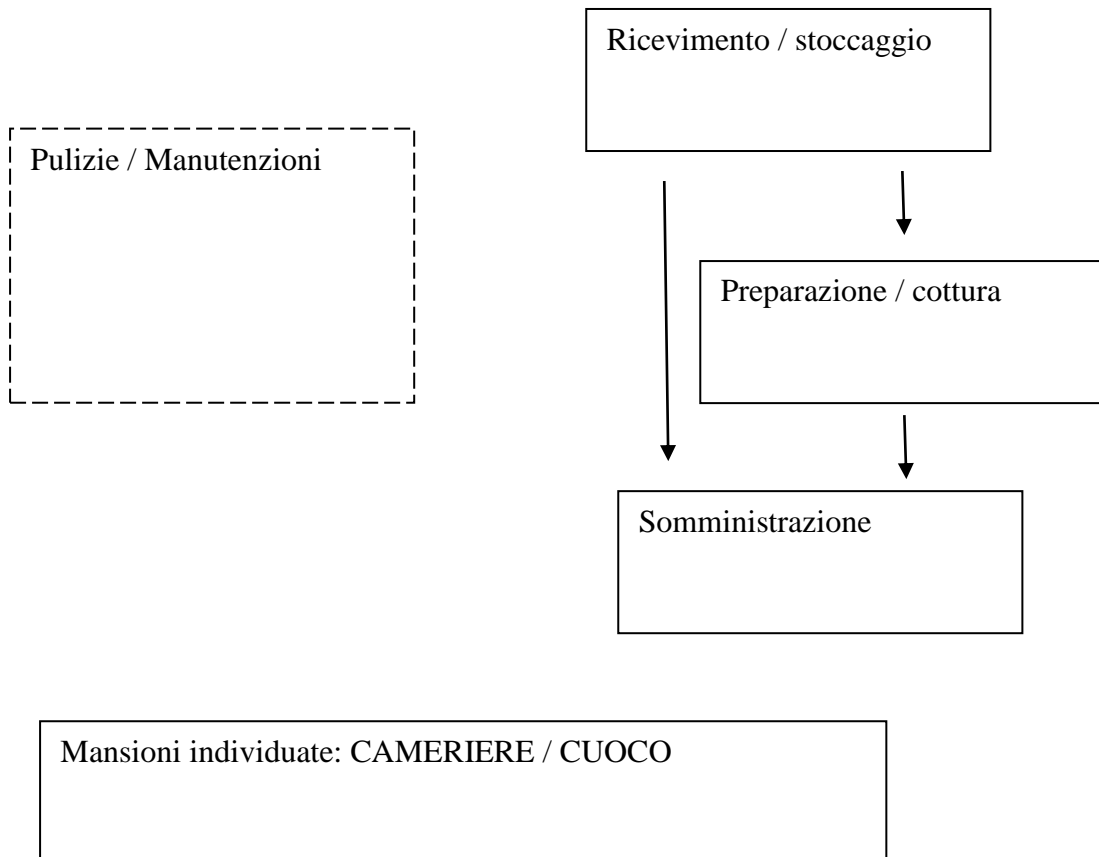 Ricevimento / stoccaggio
Pulizie / Manutenzioni
Preparazione / cottura
Somministrazione
Mansioni individuate: CAMERIERE / CUOCO